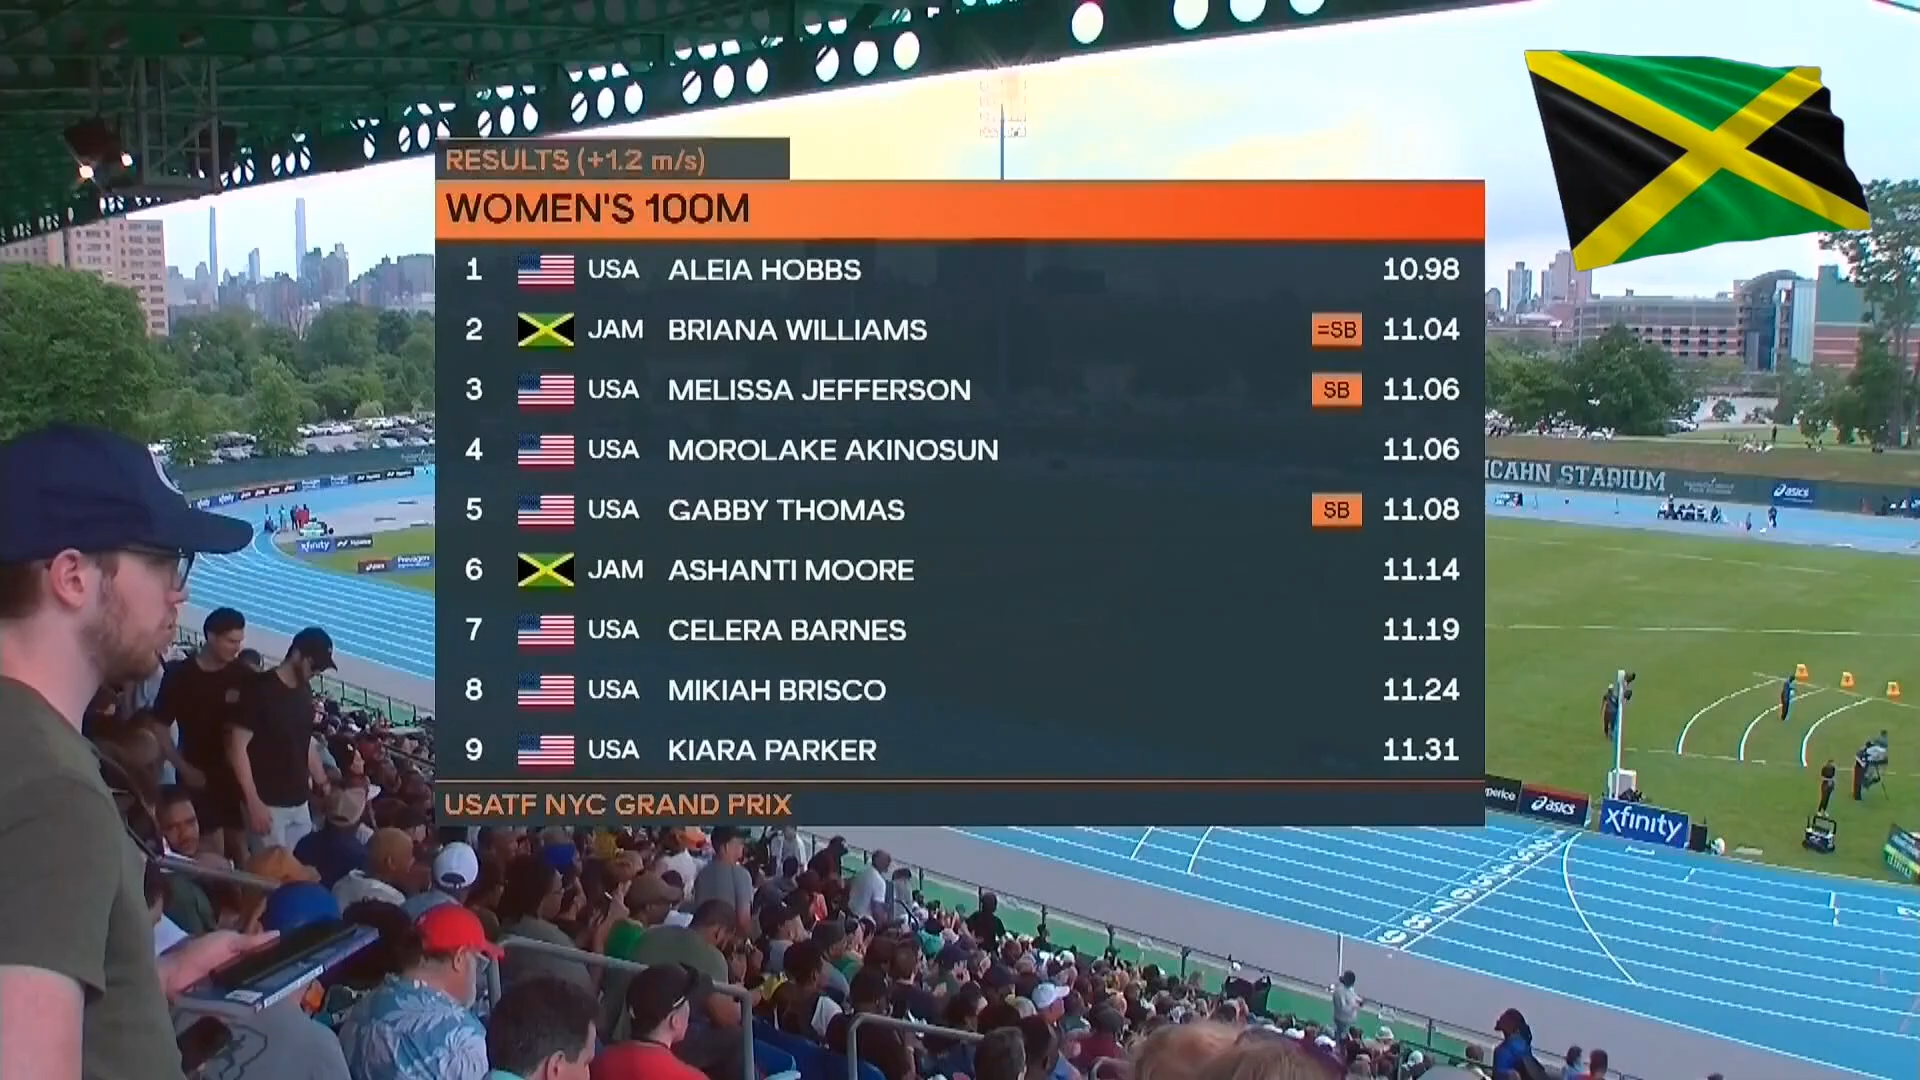 RESULTS (+1.2 m/s)
WOMEN'S 100M
1 USA ALEIA HOBBS 10.98
2 JAM BRIANA WILLIAMS =SB 11.04
3 USA MELISSA JEFFERSON SB 11.06
4 USA MOROLAKE AKINOSUN 11.06
5 USA GABBY THOMAS SB 11.08
6 JAM ASHANTI MOORE 11.14
7 USA CELERA BARNES 11.19
8 USA MIKIAH BRISCO 11.24
9 USA KIARA PARKER 11.31
USATF NYC GRAND PRIX
ICAHN STADIUM
asics
xfinity
asics
xfinity